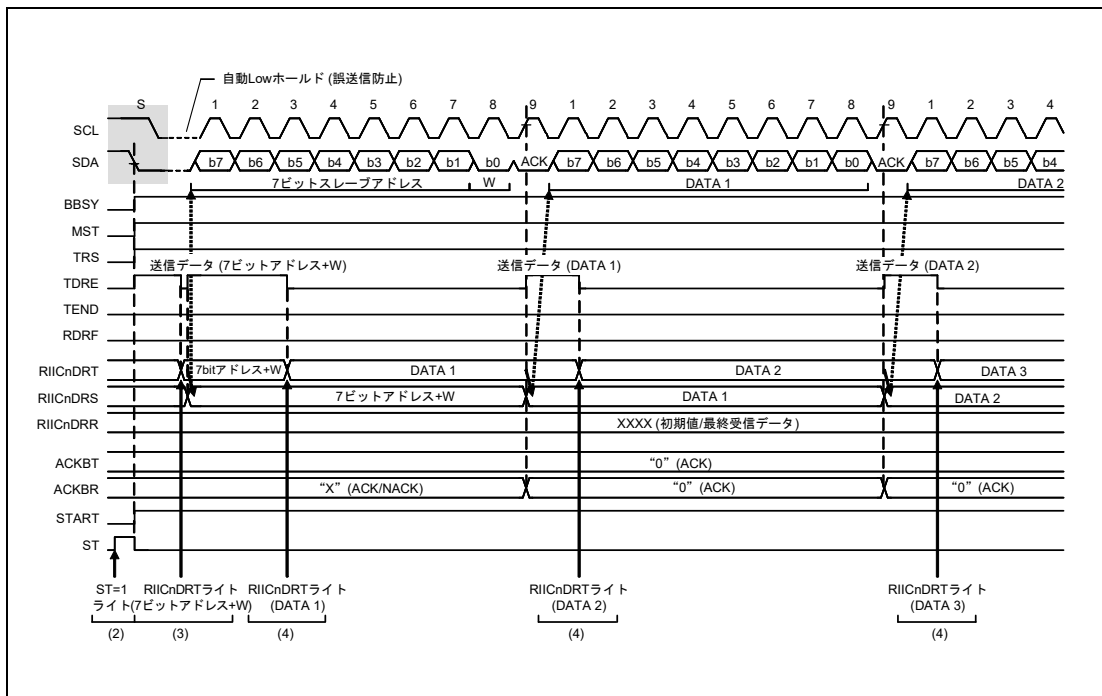 自動Lowホールド (誤送信防止)
S 1 2 3 4 5 6 7 8 9 1 2 3 4 5 6 7 8 9 1 2 3 4
SCL
SDA b7 b6 b5 b4 b3 b2 b1 b0 ACK b7 b6 b5 b4 b3 b2 b1 b0 ACK b7 b6 b5 b4
7ビットスレーブアドレス W DATA 1 DATA 2
BBSY
MST
TRS
送信データ (7ビットアドレス+W) 送信データ (DATA 1) 送信データ (DATA 2)
TDRE
TEND
RDRF
RIICnDRT 7bitアドレス+W DATA 1 DATA 2 DATA 3
RIICnDRS 7ビットアドレス+W DATA 1 DATA 2
RIICnDRR XXXX (初期値/最終受信データ)
ACKBT “0” (ACK)
ACKBR “X” (ACK/NACK) “0” (ACK) “0” (ACK)
START
ST
ST=1 RIICnDRTライト RIICnDRTライト RIICnDRTライト RIICnDRTライト
ライト(7ビットアドレス+W) (DATA 1) (DATA 2) (DATA 3)
(2) (3) (4) (4) (4)